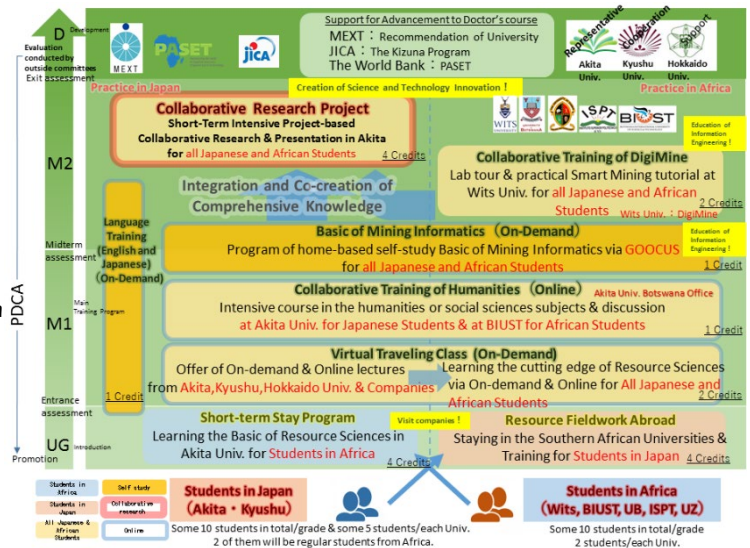 Support for Advancement to Doctor's course
MEXT：Recommendation of University
JICA：The Kizuna Program
The World Bank：PASET
D
Development
Evaluation
conducted by
outside committees
Exit assessment
MEXT
PASET
JICA
Representative
Cooperation
Support
Akita
Univ.
Kyushu
Univ.
Hokkaido
Univ.
Practice in Japan
Creation of Science and Technology Innovation！
Practice in Africa
Collaborative Research Project
Short-Term Intensive Project-based
Collaborative Research & Presentation in Akita
for all Japanese and African Students
4 Credits
WITS
ISPT
BIUST
Education of
Information
Engineering！
M2
Collaborative Training of DigiMine
Lab tour & practical Smart Mining tutorial at
Wits Univ. for all Japanese and African
Students
2 Credits
Wits Univ.：DigiMine
Integration and Co-creation of
Comprehensive Knowledge
Language
Training
(English and
Japanese)
(On-Demand)
1 Credit
Midterm
assessment
Basic of Mining Informatics（On-Demand）
Program of home-based self-study Basic of Mining Informatics via GOOCUS
for all Japanese and African Students
1 Credit
Education of
Information
Engineering！
PDCA
Main
Training Program
M1
Collaborative Training of Humanities（Online）
Akita Univ. Botswana Office
Intensive course in the humanities or social sciences subjects & discussion
at Akita Univ. for Japanese Students & at BIUST for African Students
1 Credit
Virtual Traveling Class (On-Demand)
Offer of On-demand & Online lectures
from Akita,Kyushu,Hokkaido Univ. & Companies
Learning the cutting edge of Resource Sciences
via On-demand & Online for All Japanese and
African Students
2 Credits
Entrance
assessment
UG
Introduction
Promotion
Short-term Stay Program
Learning the Basic of Resource Sciences in
Akita Univ. for Students in Africa
4 Credits
Visit companies！
Resource Fieldwork Abroad
Staying in the Southern African Universities &
Training for Students in Japan
4 Credits
Students in
Africa
Self study
Students in
Japan
Collaborative
research
All Japanese &
African
Students
Online
Students in Japan
(Akita・Kyushu)
Some 10 students in total/grade & some 5 students/each Univ.
2 of them will be regular students from Africa.
Students in Africa
(Wits, BIUST, UB, ISPT, UZ)
Some 10 students in total/grade
2 students/each Univ.